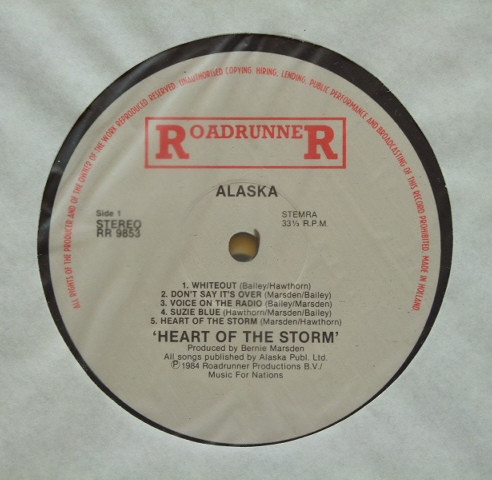 ALL RIGHTS OF THE PRODUCER AND OF THE OWNER OF THE WORK REPRODUCED RESERVED. UNAUTHORISED COPYING, HIRING, LENDING, PUBLIC PERFORMANCE AND BROADCASTING OF THIS RECORD PROHIBITED. MADE IN HOLLAND
ROADRUNNER
ALASKA
Side 1
STEREO
RR 9853
STEMRA
33⅓ R.P.M.
1. WHITEOUT (Bailey/Hawthorn)
2. DON'T SAY IT'S OVER (Marsden/Bailey)
3. VOICE ON THE RADIO (Marsden/Bailey)
4. SUZIE BLUE (Hawthorn/Marsden/Bailey)
5. HEART OF THE STORM (Marsden/Hawthorn)
'HEART OF THE STORM'
Produced by Bernie Marsden
All songs published by Alaska Publ. Ltd.
Ⓟ1984 Roadrunner Productions B.V./
Music For Nations